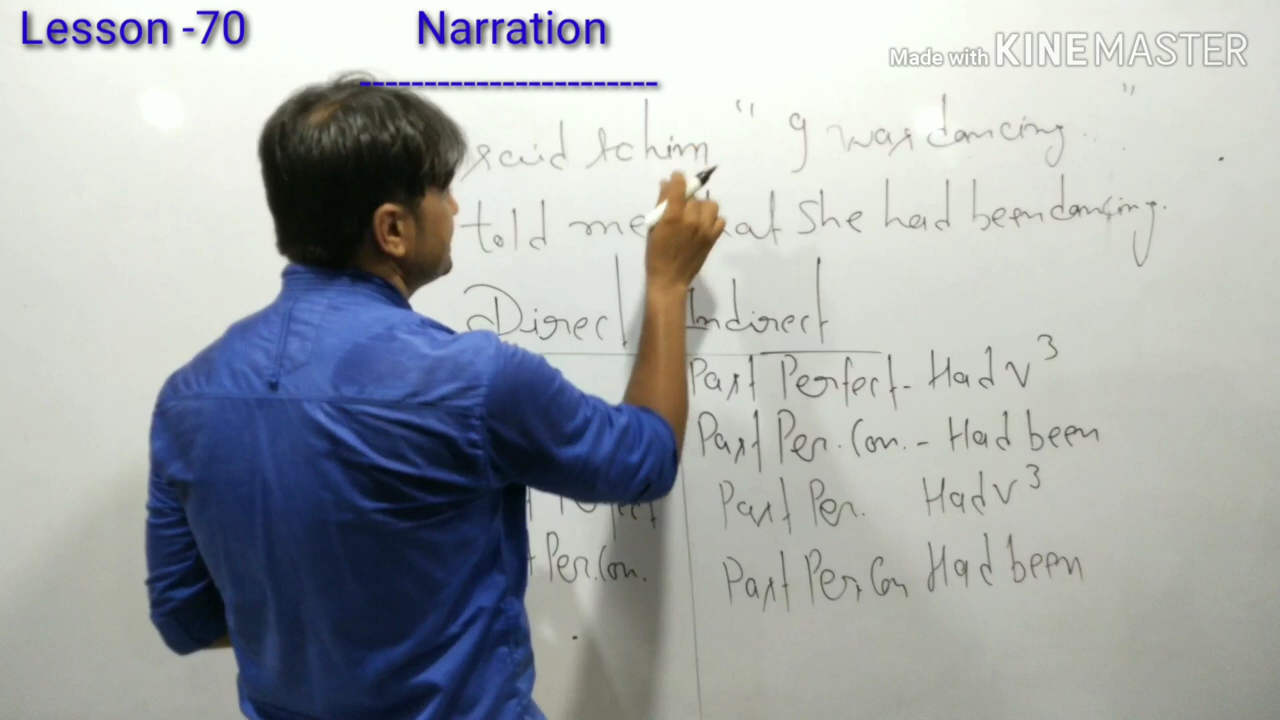 Lesson -70 Narration
Made with KINEMASTER
said to him " I was dancing. "
told me that She had been dancing.
Direct Indirect
Past Perfect - Had v3
Past Per. Con. - Had been
Perfect Past Per. Had v3
Per. Con. Past Per Con Had been